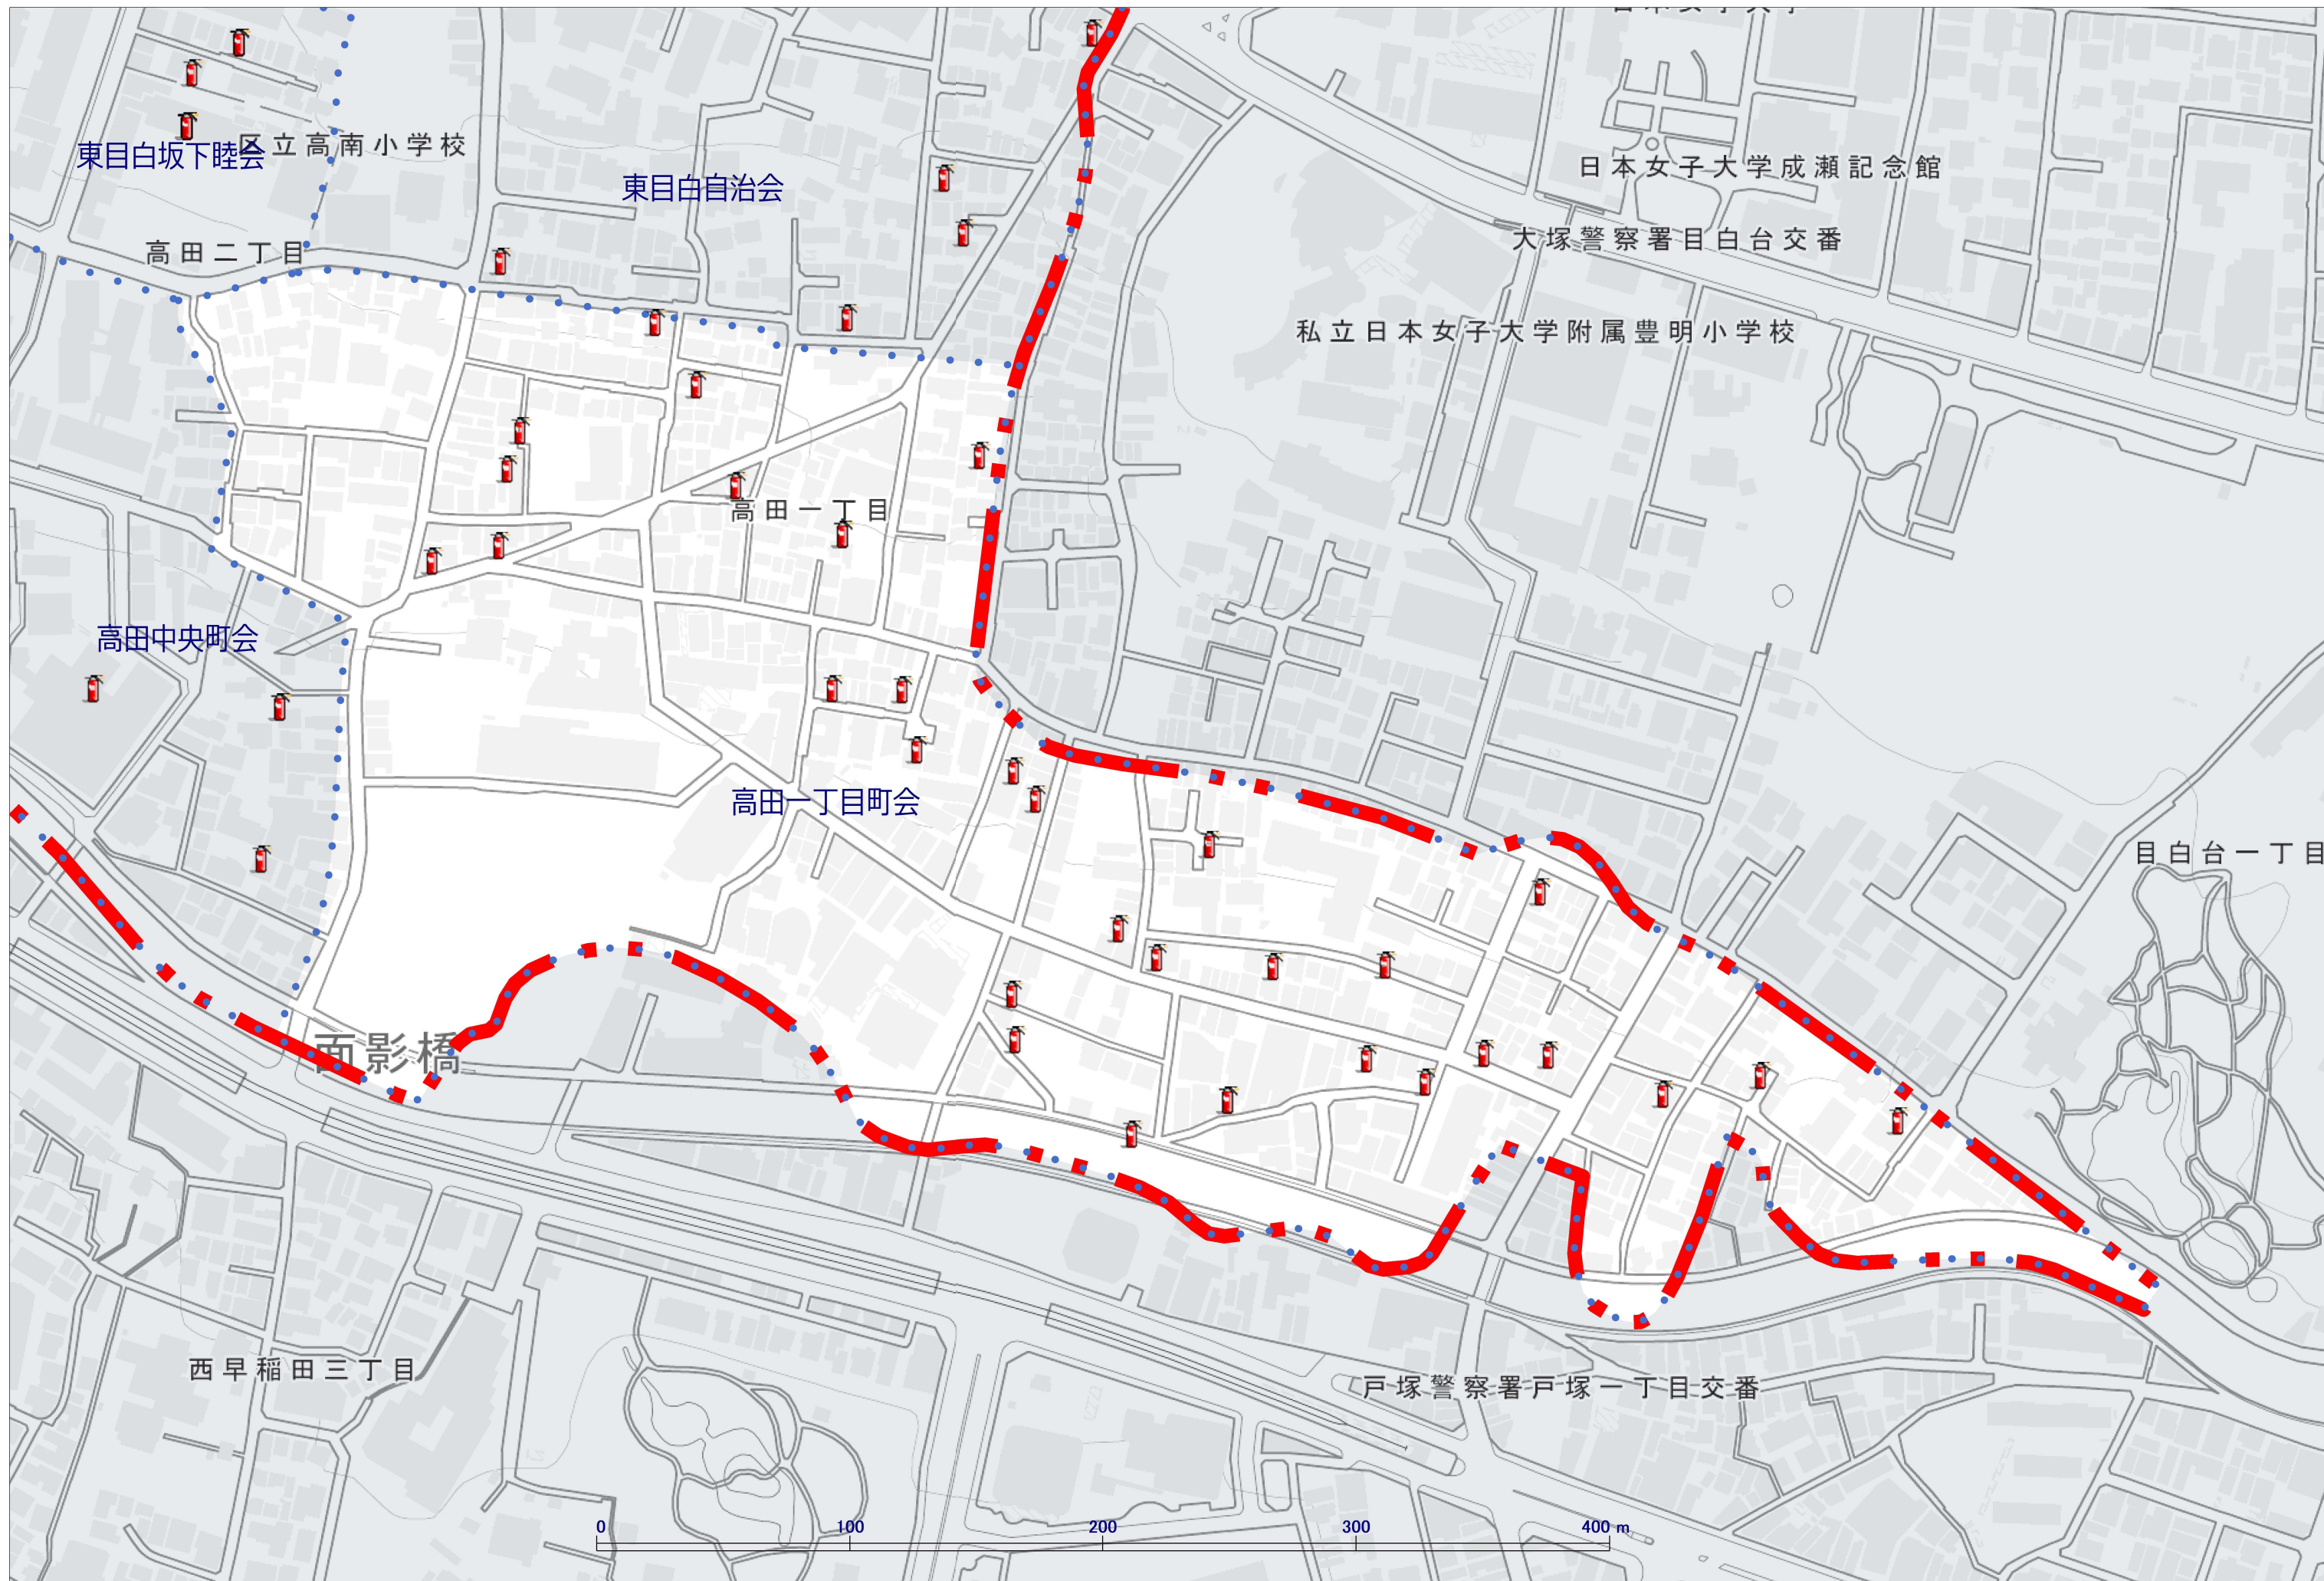 区立高南小学校
東目白坂下睦会
日本女子大学成瀬記念館
東目白自治会
大塚警察署目白台交番
高田二丁目
私立日本女子大学附属豊明小学校
高田一丁目
高田中央町会
高田一丁目町会
目白台一丁目
面影橋
西早稲田三丁目
戸塚警察署戸塚一丁目交番
0 100 200 300 400 m